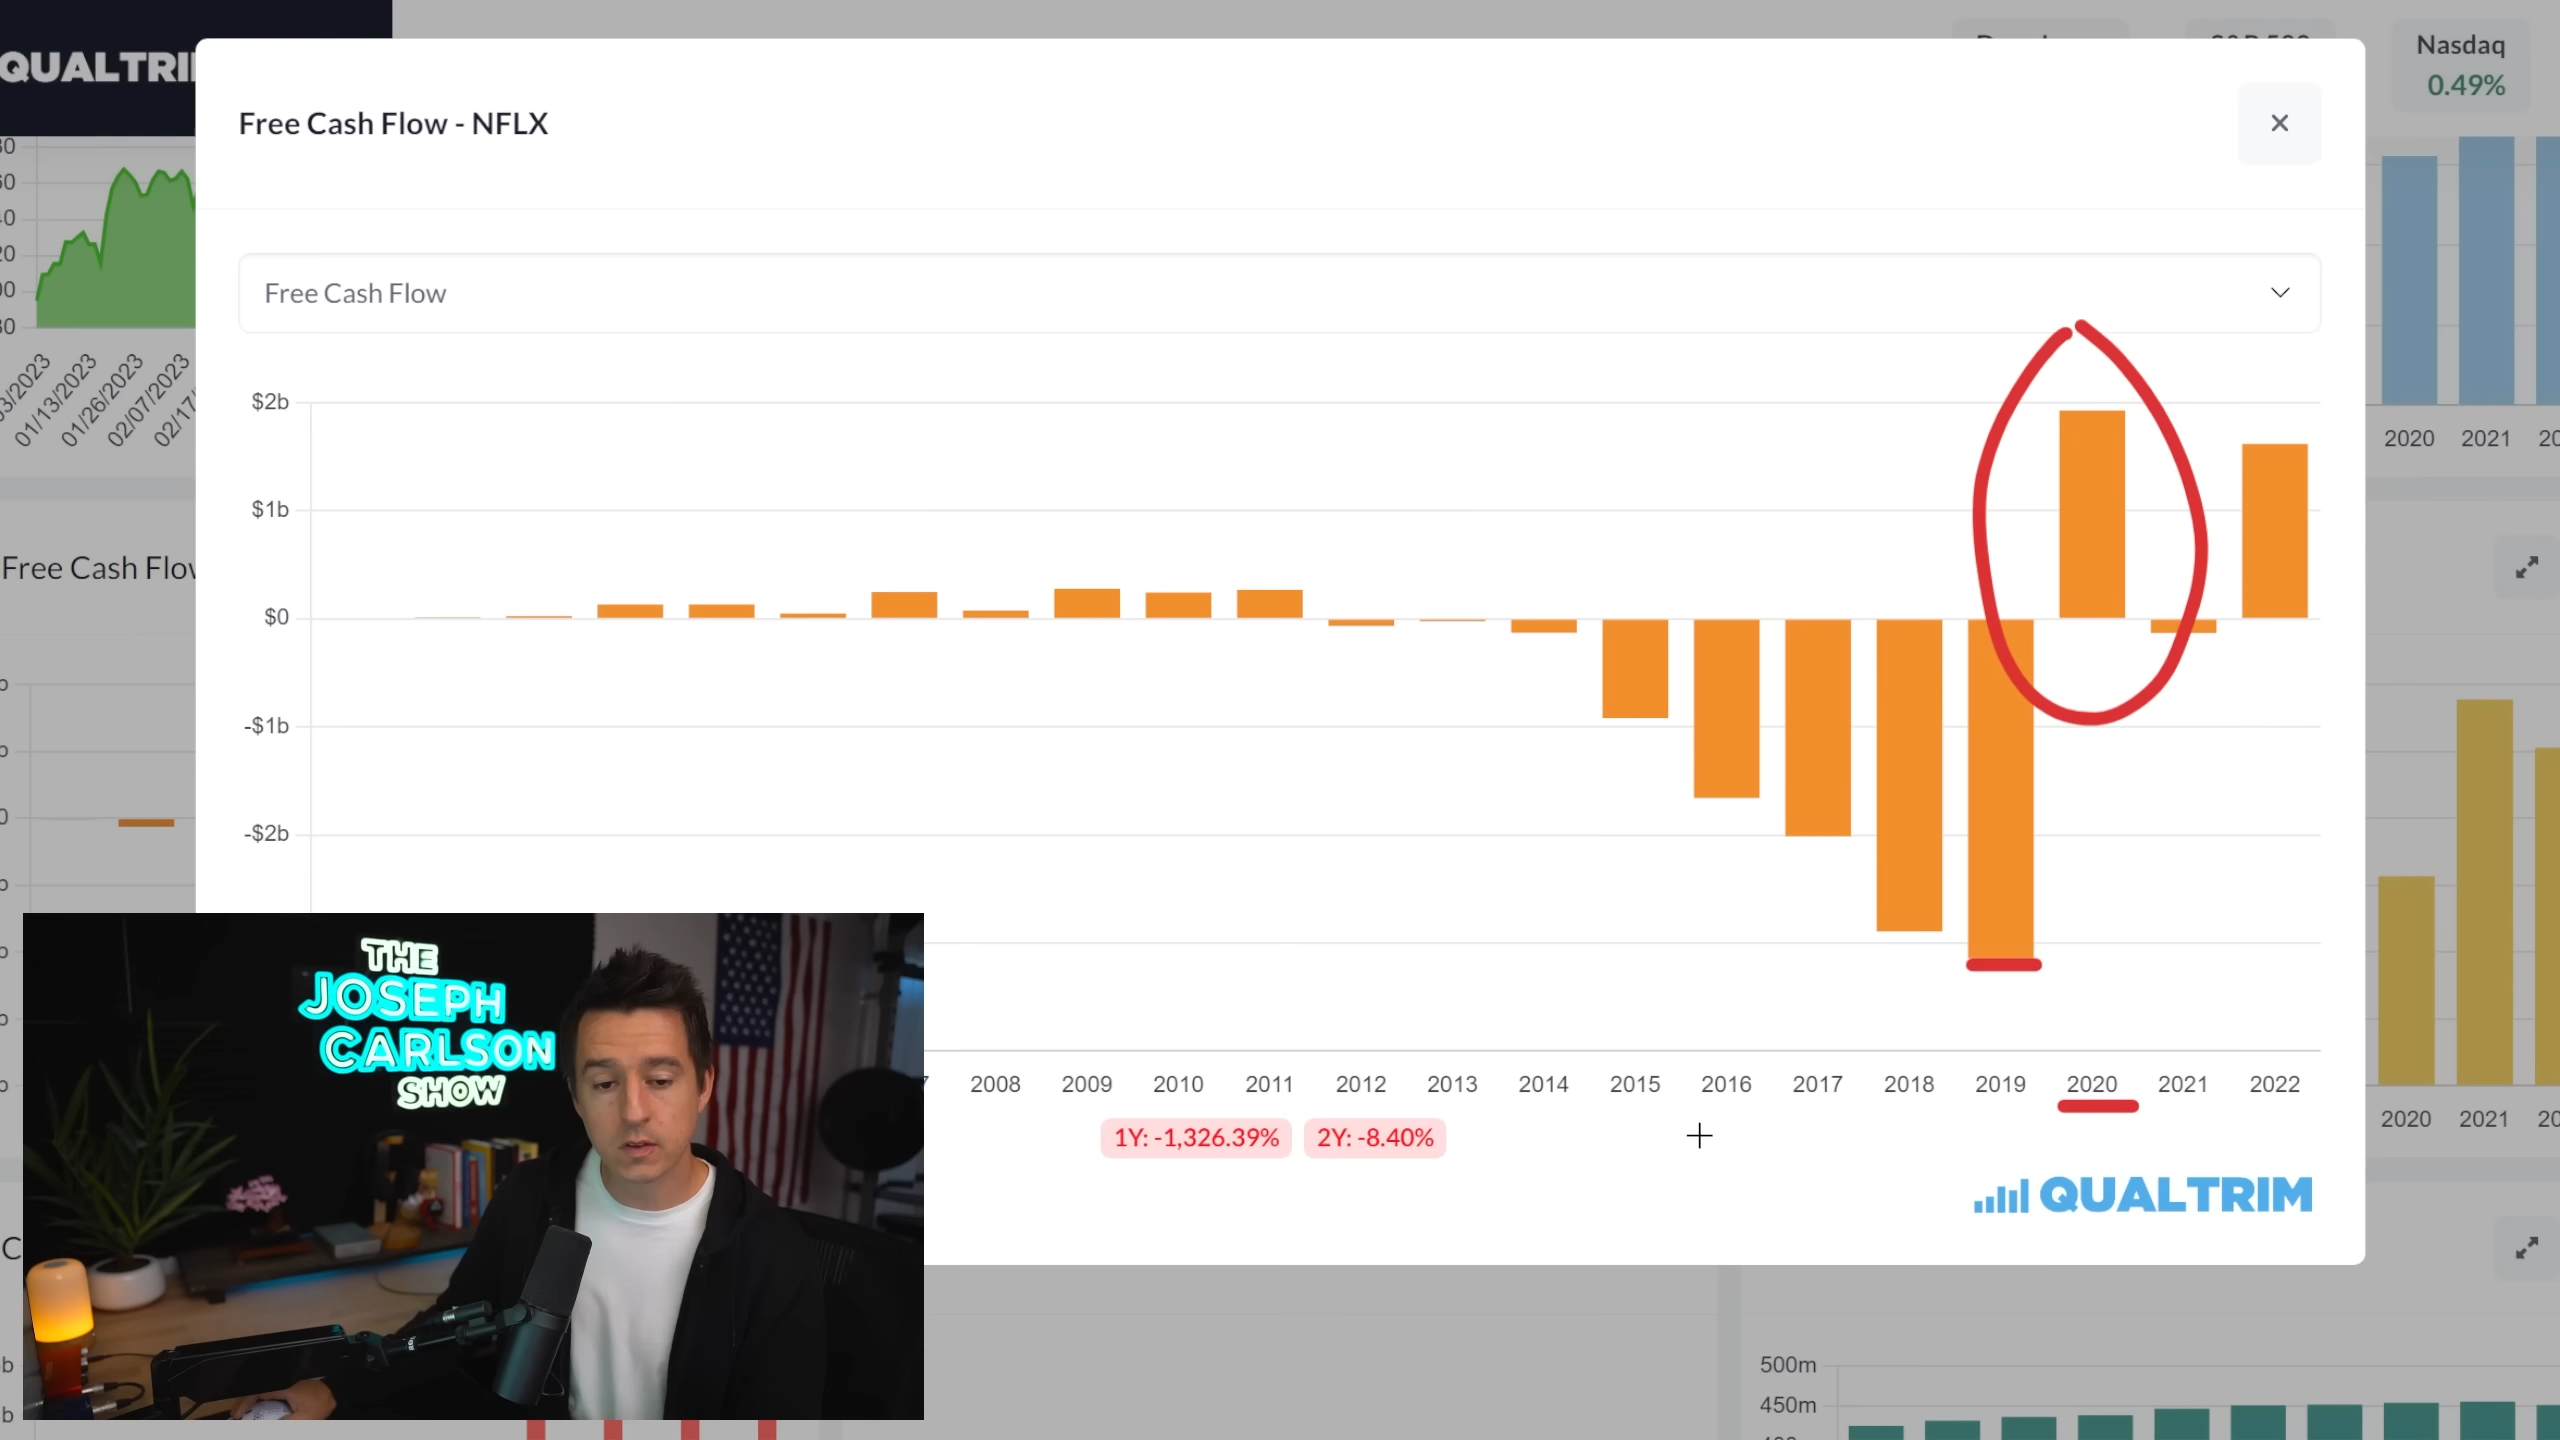 QUALTRI
Nasdaq
0.49%
Free Cash Flow - NFLX
Free Cash Flow
$2b
$1b
$0
-$1b
-$2b
01/13/2023
01/26/2023
02/07/2023
2020 2021
Free Cash Flow
2008 2009 2010 2011 2012 2013 2014 2015 2016 2017 2018 2019 2020 2021 2022
1Y: -1,326.39% 2Y: -8.40%
QUALTRIM
2020 2021
THE
JOSEPH
CARLSON
SHOW
500m
450m